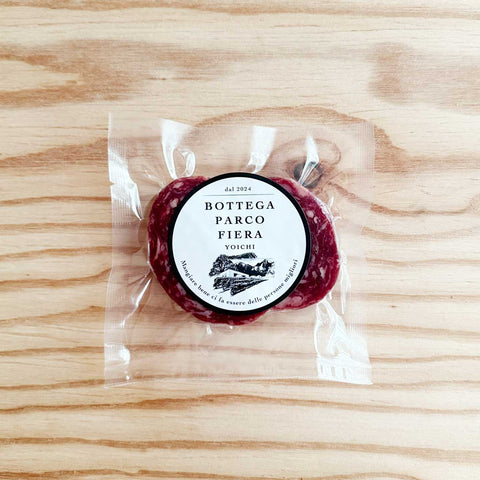 dal 2024
BOTTEGA
PARCO
FIERA
YOICHI
Mangiare bene ci fa essere delle persone migliori